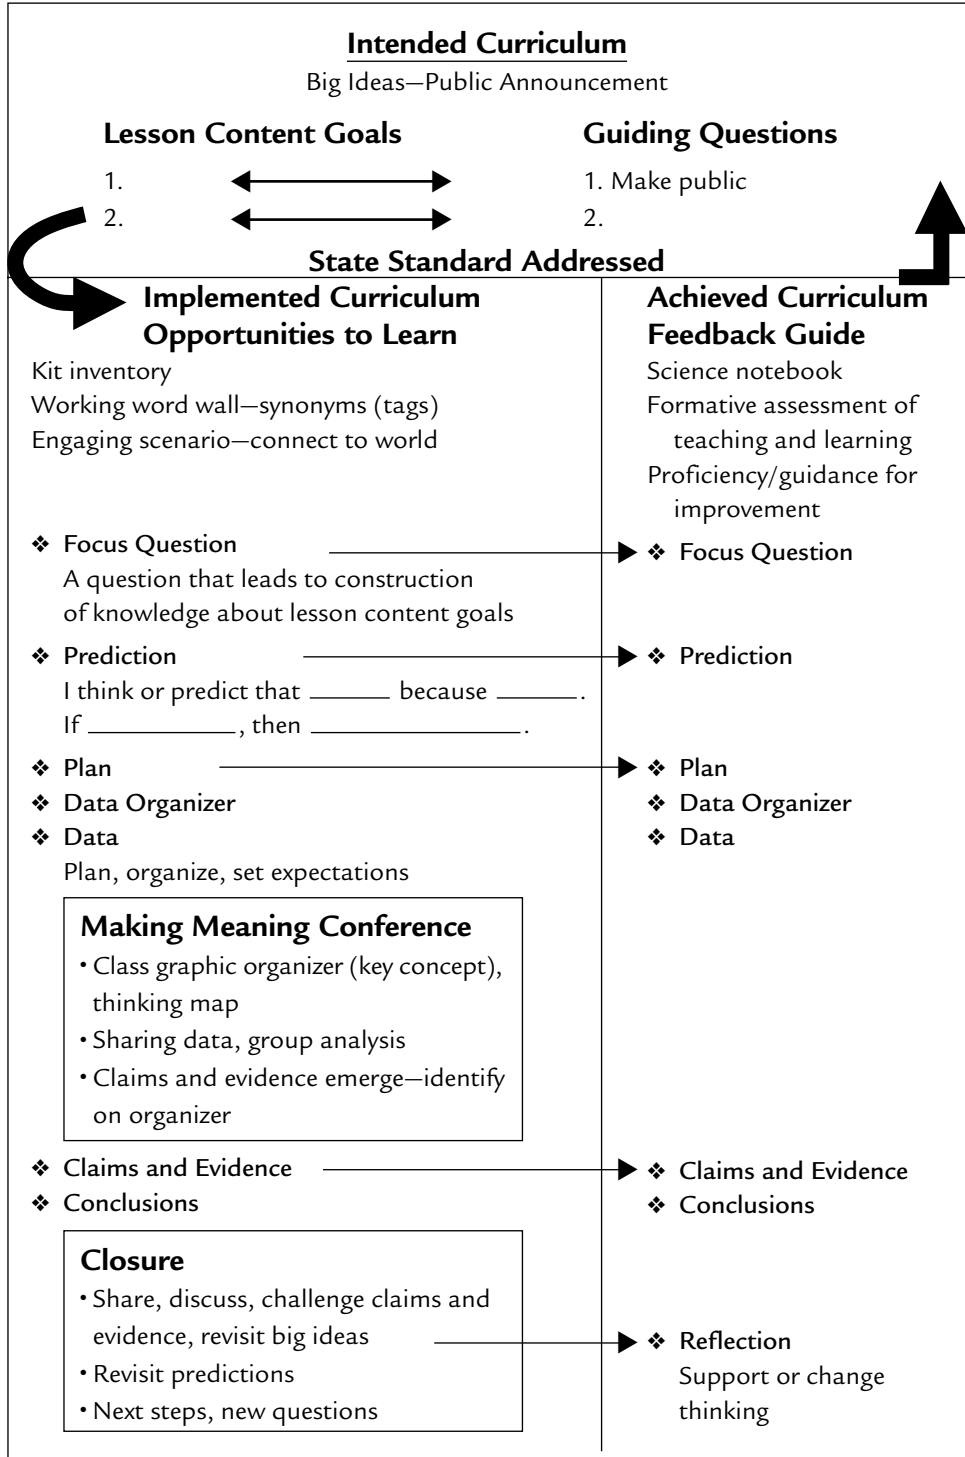 Intended Curriculum
Big Ideas—Public Announcement
Lesson Content Goals
1.
2.
Guiding Questions
1. Make public
2.
State Standard Addressed
Implemented Curriculum
Opportunities to Learn
Kit inventory
Working word wall—synonyms (tags)
Engaging scenario—connect to world
❖ Focus Question
A question that leads to construction
of knowledge about lesson content goals
❖ Prediction
I think or predict that ______ because ______.
If ___________, then ________________.
❖ Plan
❖ Data Organizer
❖ Data
Plan, organize, set expectations
Making Meaning Conference
• Class graphic organizer (key concept),
thinking map
• Sharing data, group analysis
• Claims and evidence emerge—identify
on organizer
❖ Claims and Evidence
❖ Conclusions
Closure
• Share, discuss, challenge claims and
evidence, revisit big ideas
• Revisit predictions
• Next steps, new questions
Achieved Curriculum
Feedback Guide
Science notebook
Formative assessment of
teaching and learning
Proficiency/guidance for
improvement
❖ Focus Question
❖ Prediction
❖ Plan
❖ Data Organizer
❖ Data
❖ Claims and Evidence
❖ Conclusions
❖ Reflection
Support or change
thinking